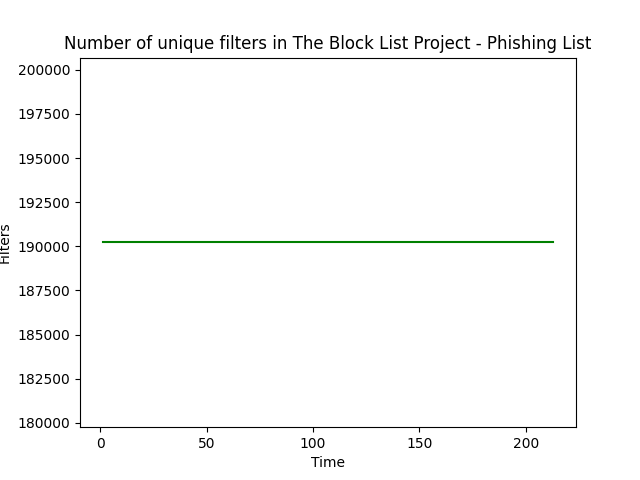 Number of unique filters in The Block List Project - Phishing List
200000
197500
195000
192500
190000
187500
185000
182500
180000
Filters
0 50 100 150 200
Time